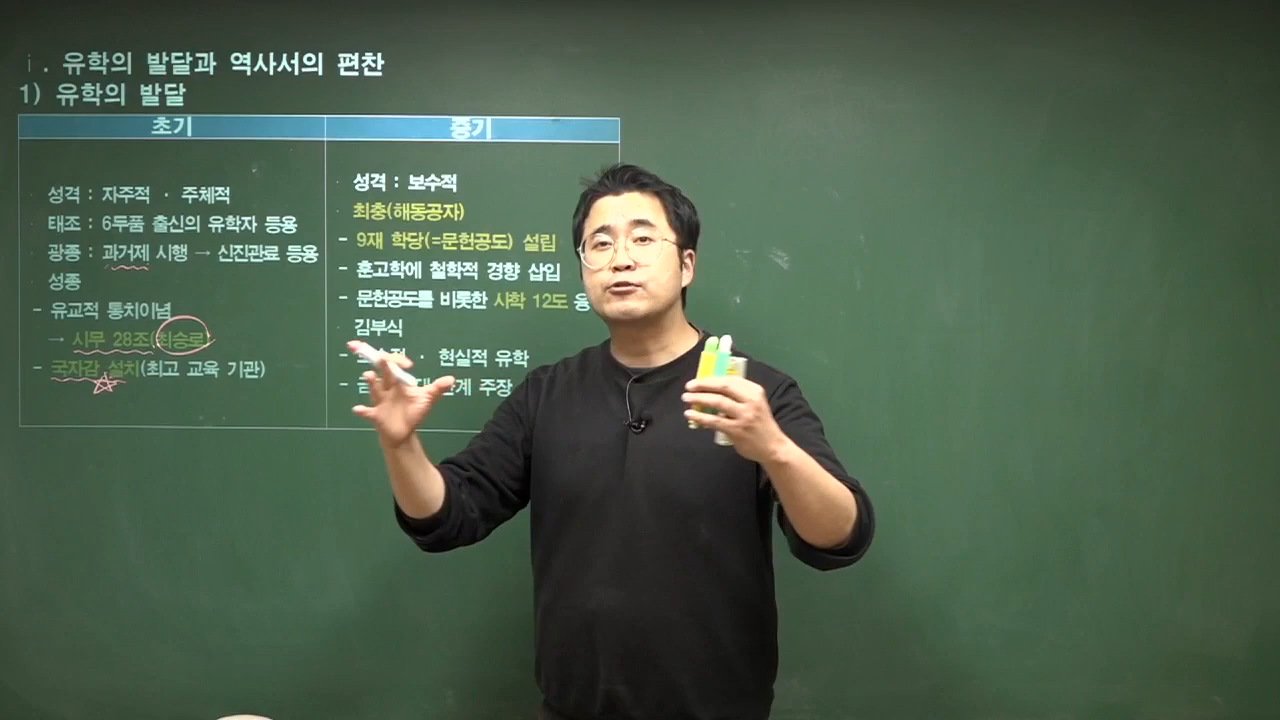 ⅰ. 유학의 발달과 역사서의 편찬
1) 유학의 발달
초기
성격 : 자주적 · 주체적
태조 : 6두품 출신의 유학자 등용
광종 : 과거제 시행 → 신진관료 등용
성종
- 유교적 통치이념
→ 시무 28조(최승로)
- 국자감 설치(최고 교육 기관)
중기
성격 : 보수적
최충(해동공자)
- 9재 학당(=문헌공도) 설립
- 훈고학에 철학적 경향 삽입
- 문헌공도를 비롯한 사학 12도
김부식
· 현실적 유학
주장